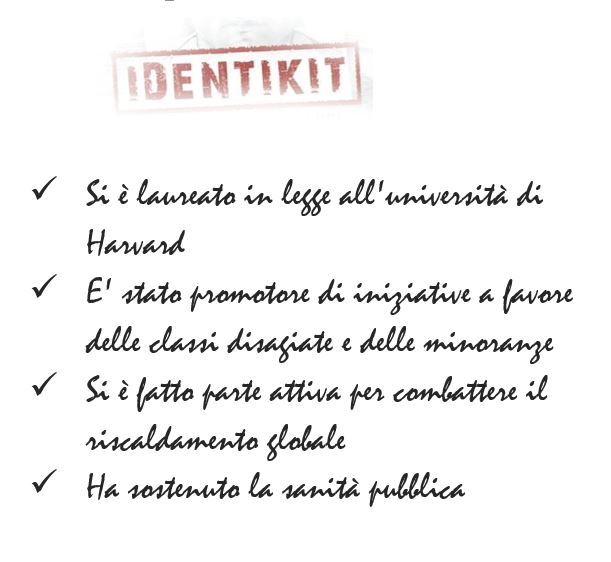 IDENTIKIT
✓ Si è laureato in legge all'università di
Harvard
✓ E' stato promotore di iniziative a favore
delle classi disagiate e delle minoranze
✓ Si è fatto parte attiva per combattere il
riscaldamento globale
✓ Ha sostenuto la sanità pubblica